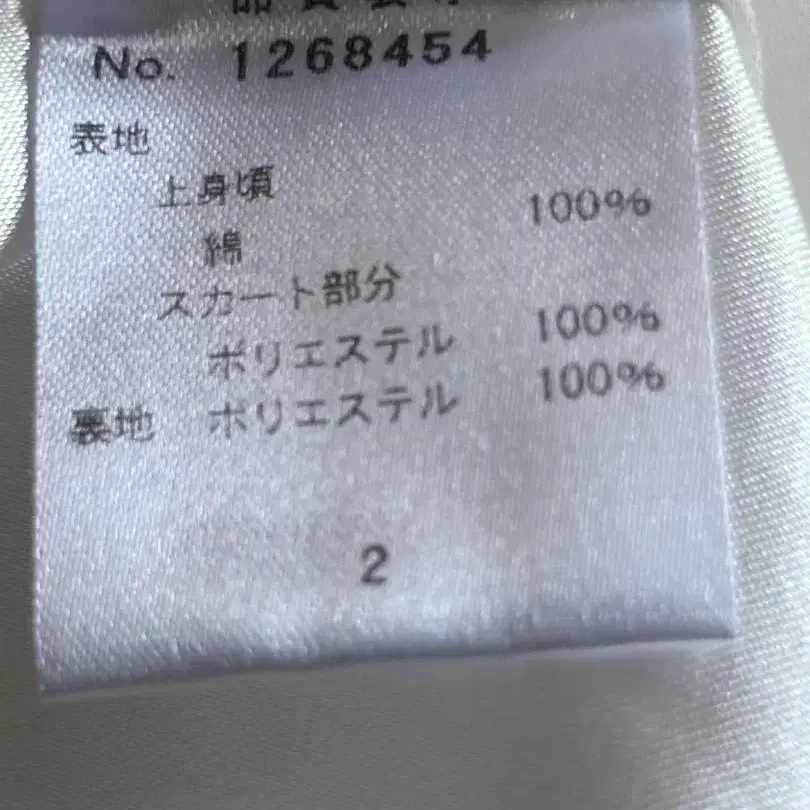 No. 1268454
表地
上身頃
綿 100%
スカート部分
ポリエステル 100%
裏地 ポリエステル 100%
2